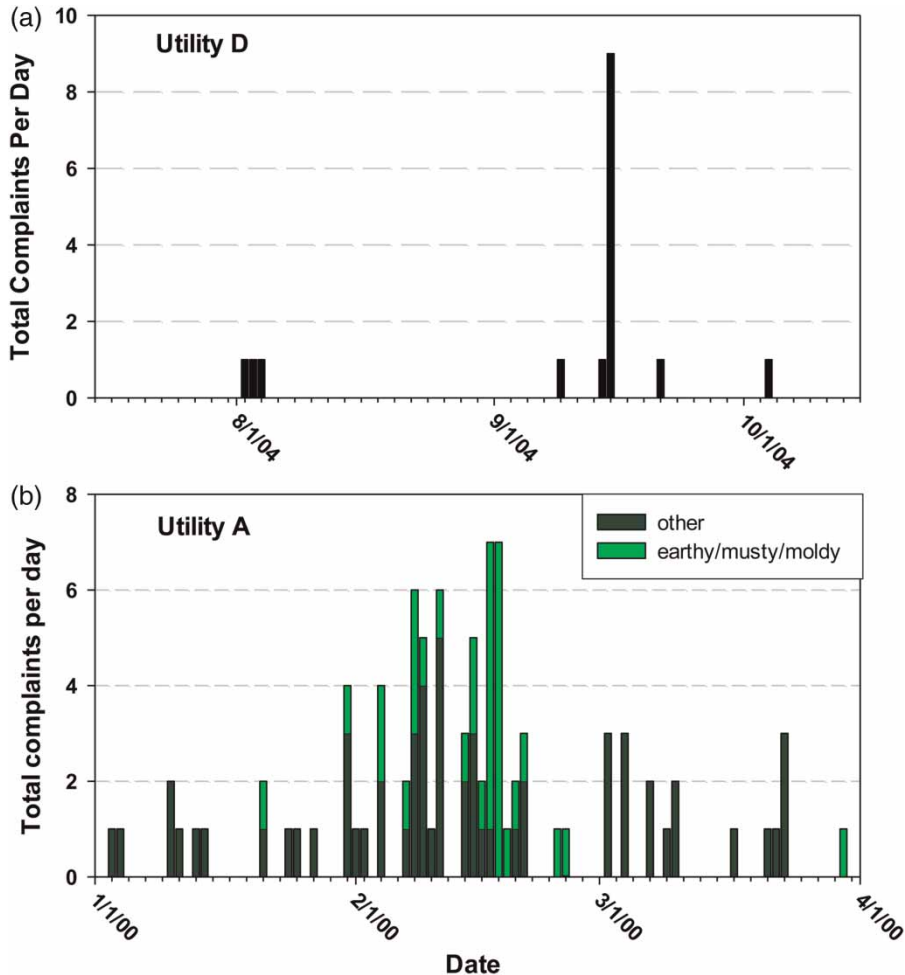 (a)
Utility D
Total Complaints Per Day
10
8
6
4
2
0
8/1/04
9/1/04
10/1/04
(b)
Utility A
other
earthy/musty/moldy
Total complaints per day
8
6
4
2
0
1/1/00
2/1/00
3/1/00
4/1/00
Date